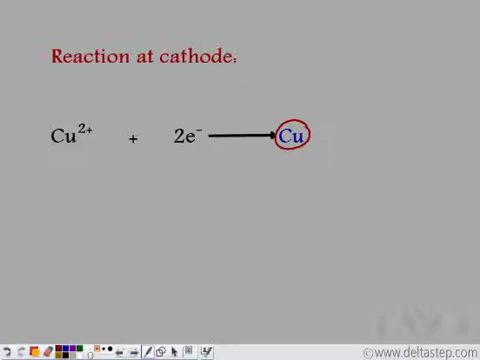 Reaction at cathode:
Cu²⁺ + 2e⁻ ⟶ Cu
©www.deltastep.com